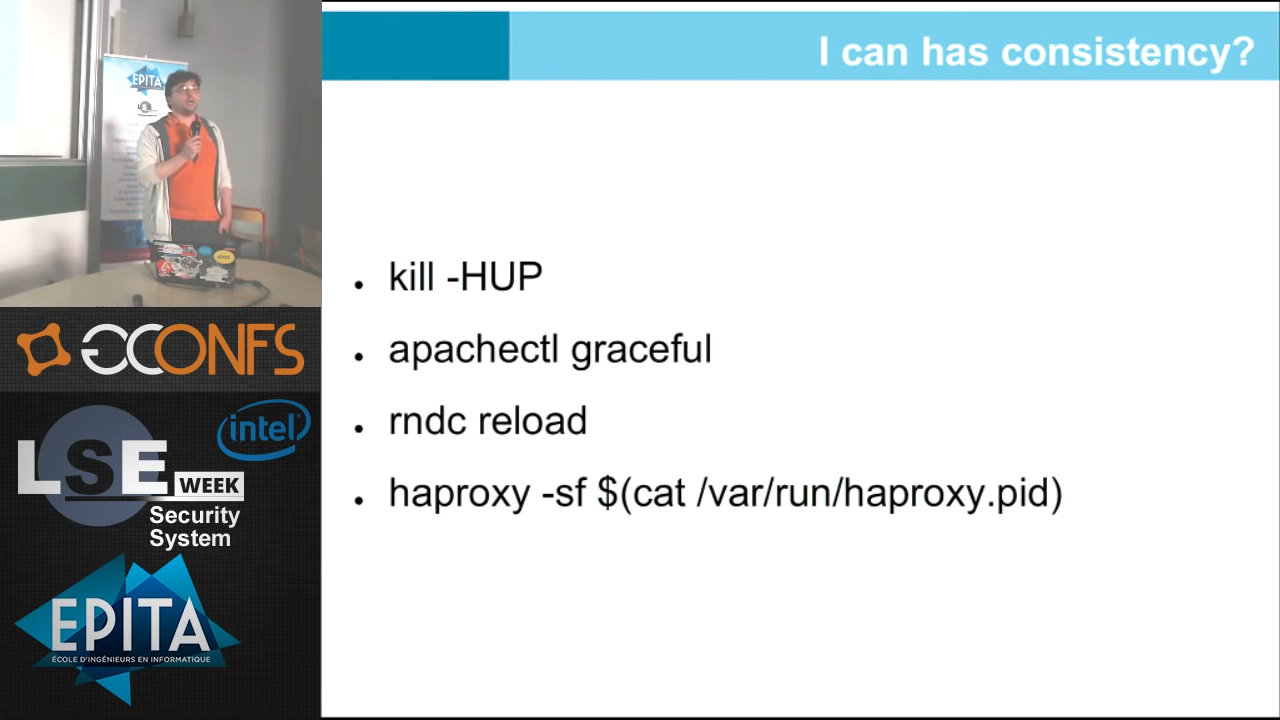 I can has consistency?
kill -HUP
apachectl graceful
rndc reload
haproxy -sf $(cat /var/run/haproxy.pid)
EPITA
GCONFS
intel
LSE
WEEK
Security
System
EPITA
ÉCOLE D'INGÉNIEURS EN INFORMATIQUE